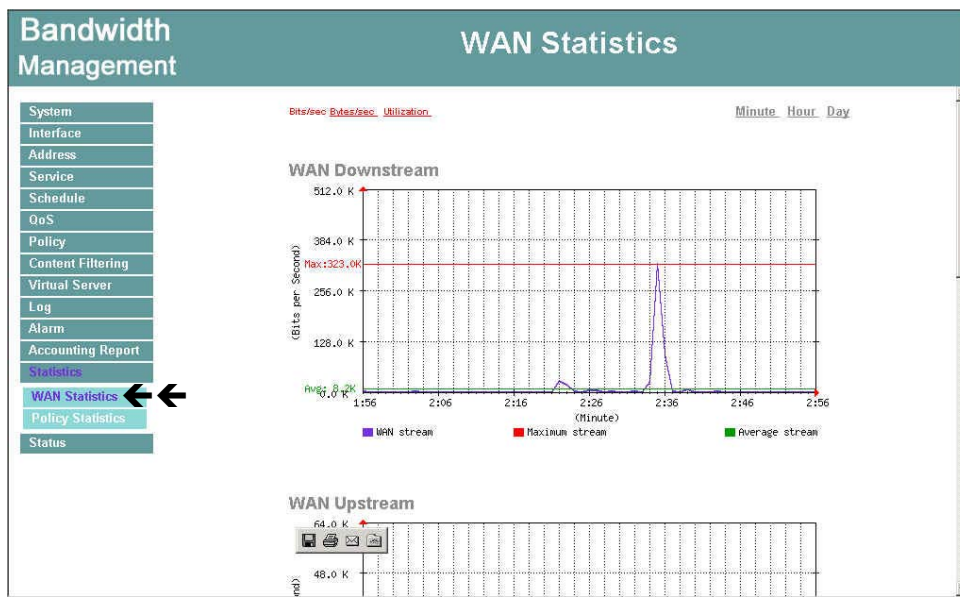 Bandwidth
Management
WAN Statistics
System
Interface
Address
Service
Schedule
QoS
Policy
Content Filtering
Virtual Server
Log
Alarm
Accounting Report
Statistics
WAN Statistics
Policy Statistics
Status
Bits/sec Bytes/sec Utilization
Minute Hour Day
WAN Downstream
512.0 K
384.0 K
Max:323.0K
256.0 K
128.0 K
Avg: 8.2K
0.0 K
(Bits per Second)
1:56 2:06 2:16 2:26 2:36 2:46 2:56
(Minute)
WAN stream Maximum stream Average stream
WAN Upstream
64.0 K
48.0 K